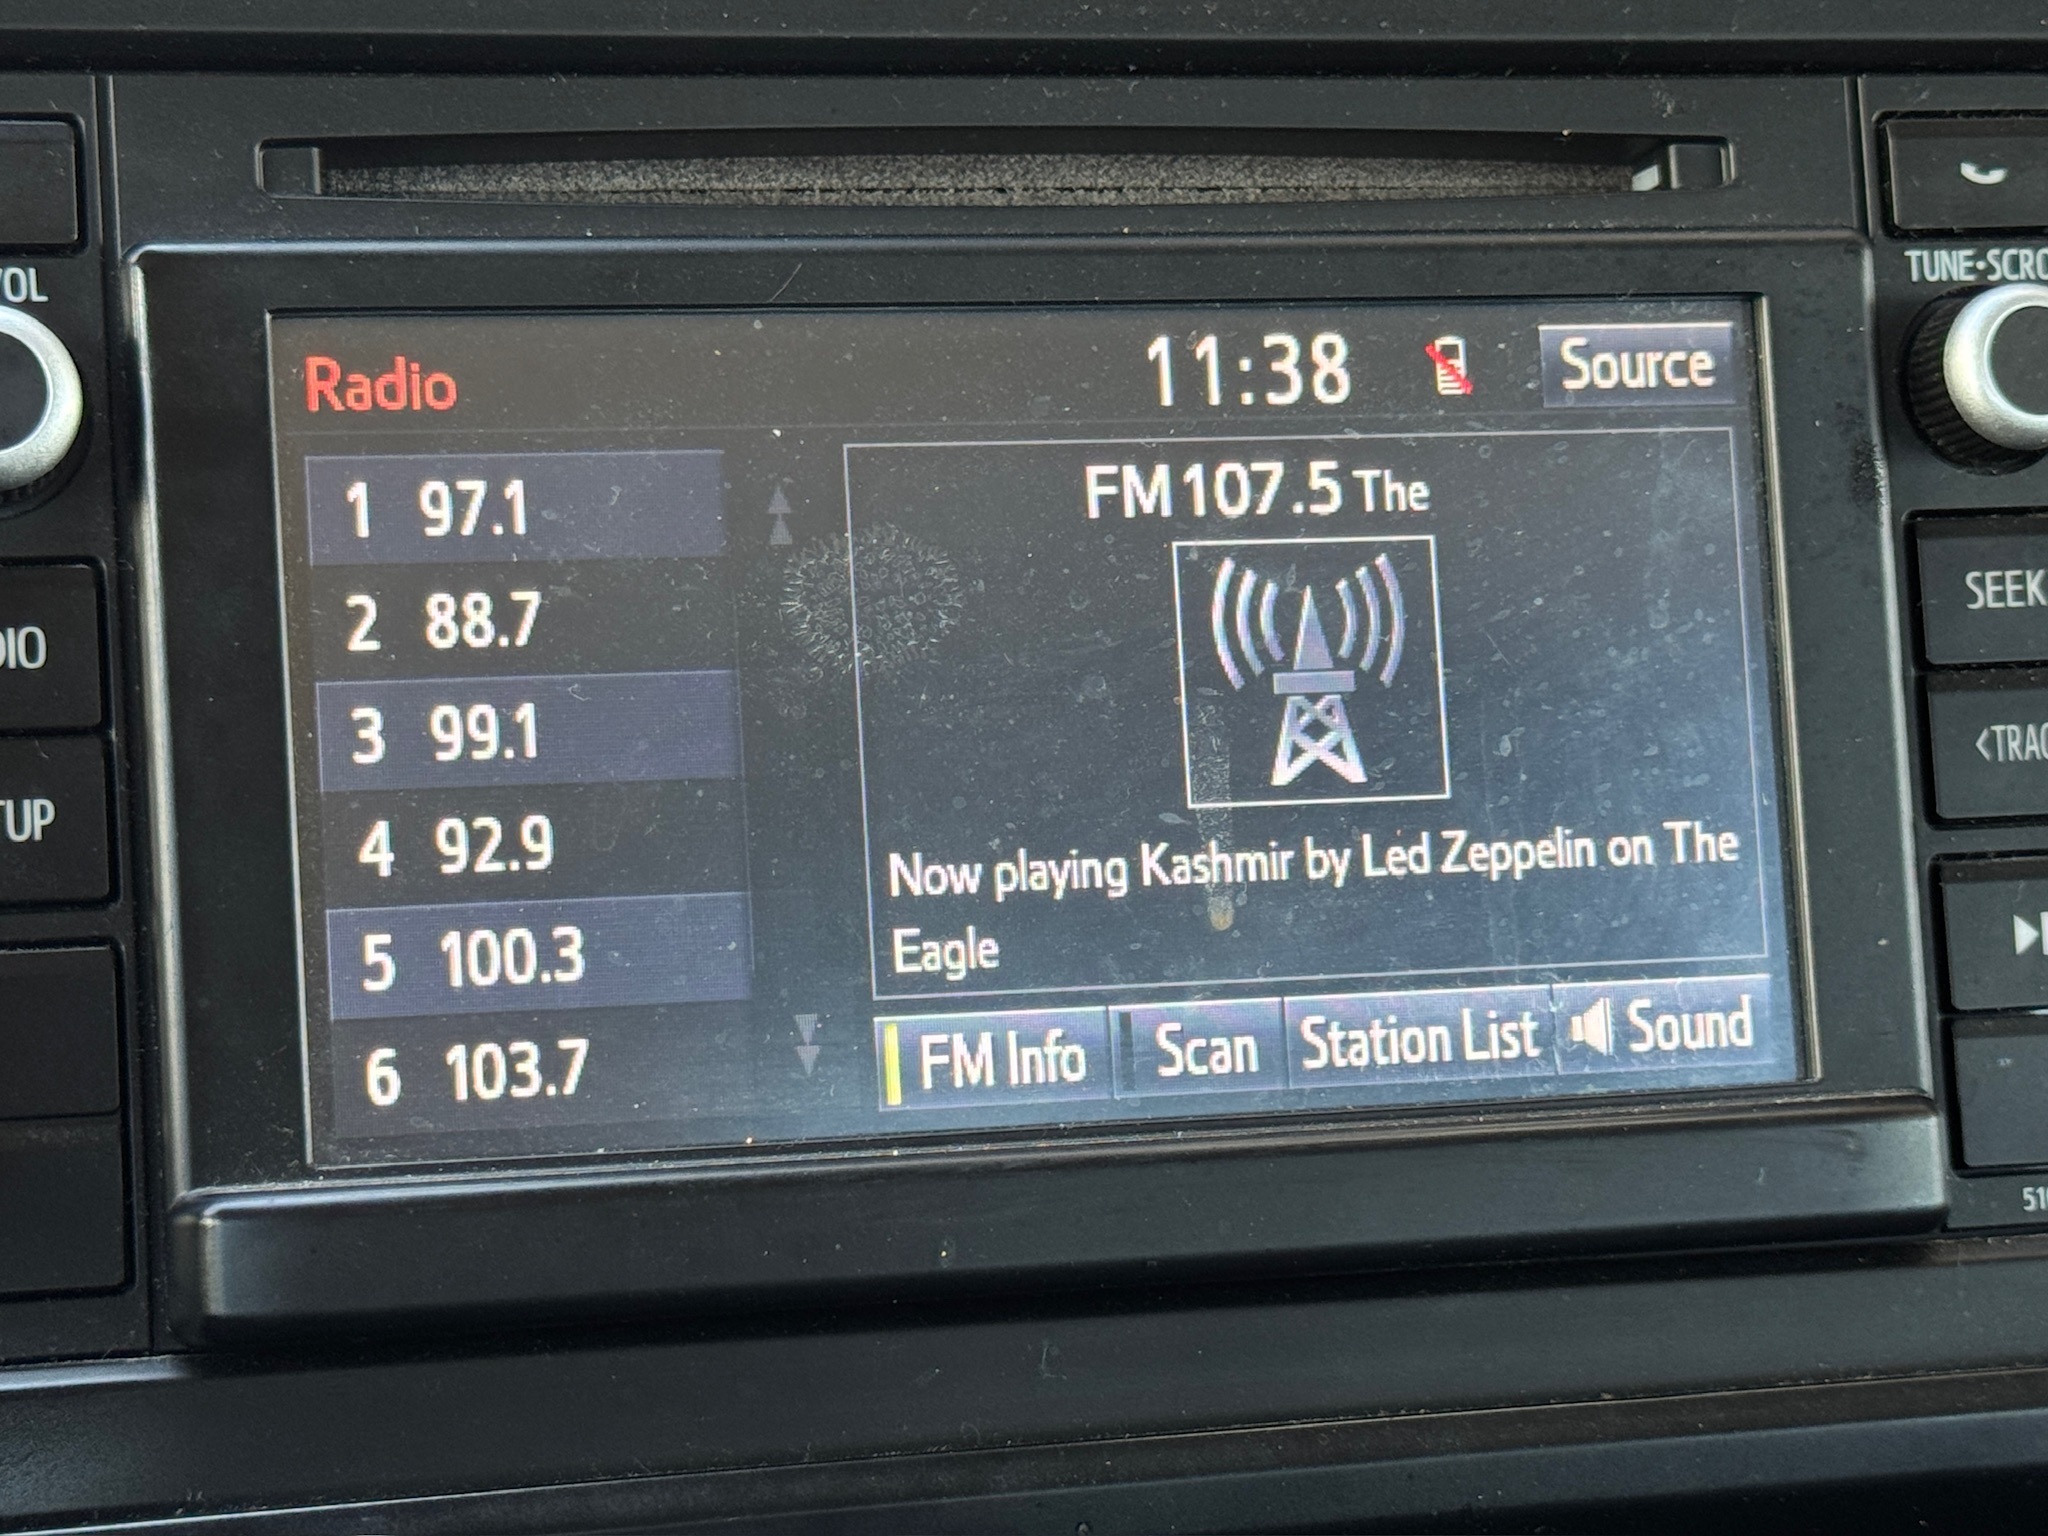 VOL
TUNE•SCRO
Radio
11:38
Source
1 97.1
2 88.7
3 99.1
4 92.9
5 100.3
6 103.7
FM 107.5 The
Now playing Kashmir by Led Zeppelin on The
Eagle
FM Info
Scan
Station List
Sound
DIO
TUP
SEEK
<TRAC
51